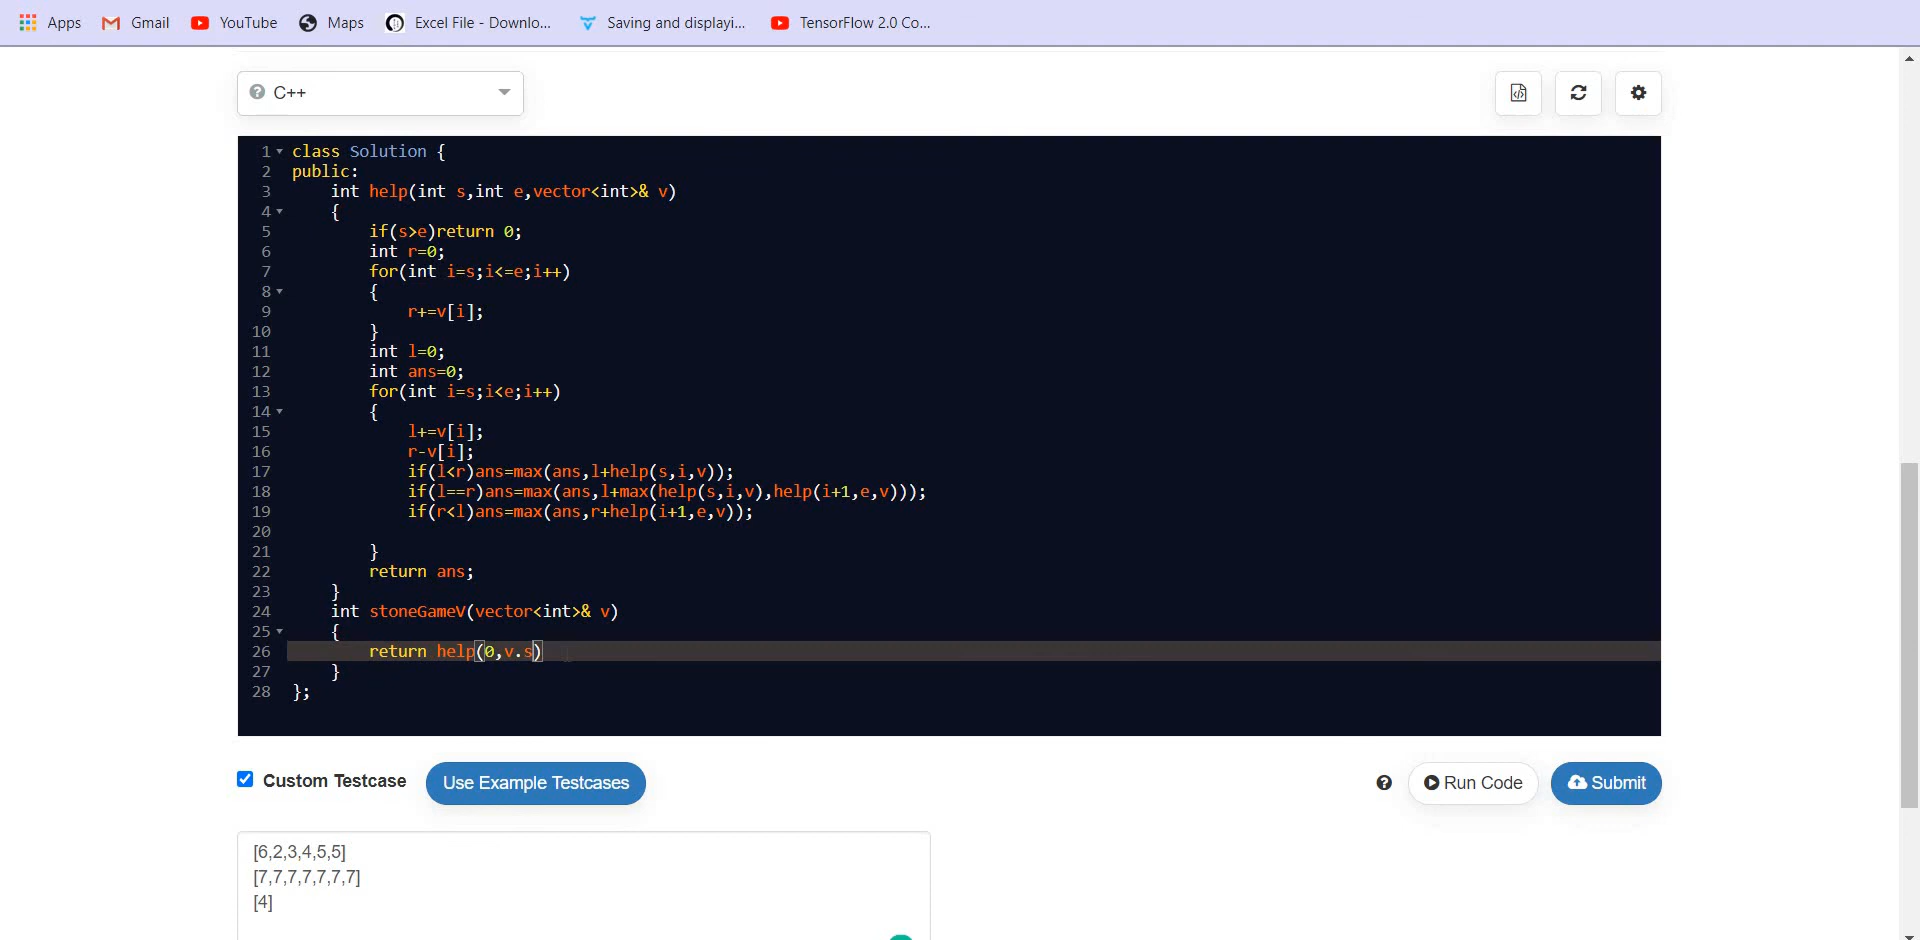 Apps Gmail YouTube Maps Excel File - Downlo... Saving and displayi... TensorFlow 2.0 Co...
C++
1 class Solution {
2 public:
3     int help(int s,int e,vector<int>& v)
4     {
5         if(s>e)return 0;
6         int r=0;
7         for(int i=s;i<=e;i++)
8         {
9             r+=v[i];
10         }
11         int l=0;
12         int ans=0;
13         for(int i=s;i<e;i++)
14         {
15             l+=v[i];
16             r-v[i];
17             if(l<r)ans=max(ans,l+help(s,i,v));
18             if(l==r)ans=max(ans,l+max(help(s,i,v),help(i+1,e,v)));
19             if(r<l)ans=max(ans,r+help(i+1,e,v));
20
21         }
22         return ans;
23     }
24     int stoneGameV(vector<int>& v)
25     {
26         return help(0,v.s)
27     }
28 };
Custom Testcase Use Example Testcases Run Code Submit
[6,2,3,4,5,5]
[7,7,7,7,7,7,7]
[4]